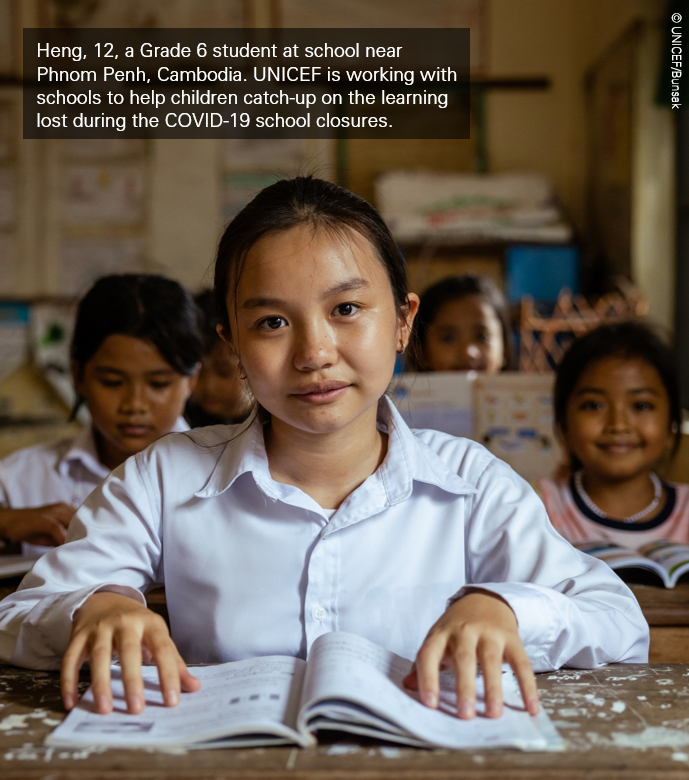 Heng, 12, a Grade 6 student at school near
Phnom Penh, Cambodia. UNICEF is working with
schools to help children catch-up on the learning
lost during the COVID-19 school closures.
© UNICEF/Bunsak